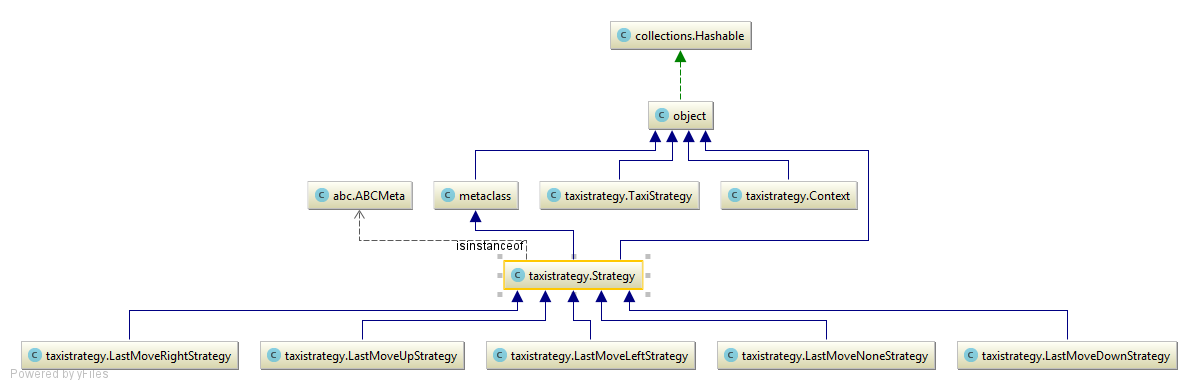 C collections.Hashable
C object
C abc.ABCMeta
C metaclass
C taxistrategy.TaxiStrategy
C taxistrategy.Context
isinstanceof
C taxistrategy.Strategy
C taxistrategy.LastMoveRightStrategy
C taxistrategy.LastMoveUpStrategy
C taxistrategy.LastMoveLeftStrategy
C taxistrategy.LastMoveNoneStrategy
C taxistrategy.LastMoveDownStrategy
Powered by yFiles